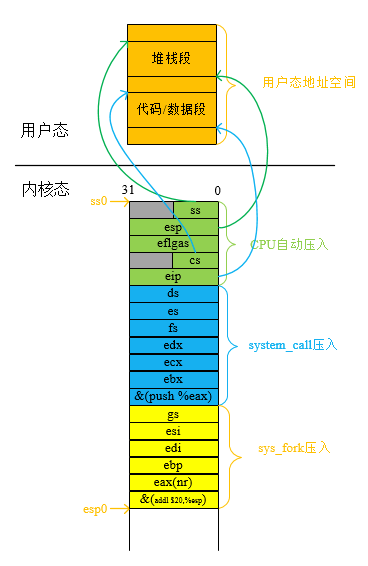 堆栈段
用户态地址空间
代码/数据段
用户态
内核态
31
0
ss0
ss
esp
eflgas
CPU自动压入
cs
eip
ds
es
fs
edx
system_call压入
ecx
ebx
&(push %eax)
gs
esi
edi
sys_fork压入
ebp
eax(nr)
&(addl $20,%esp)
esp0